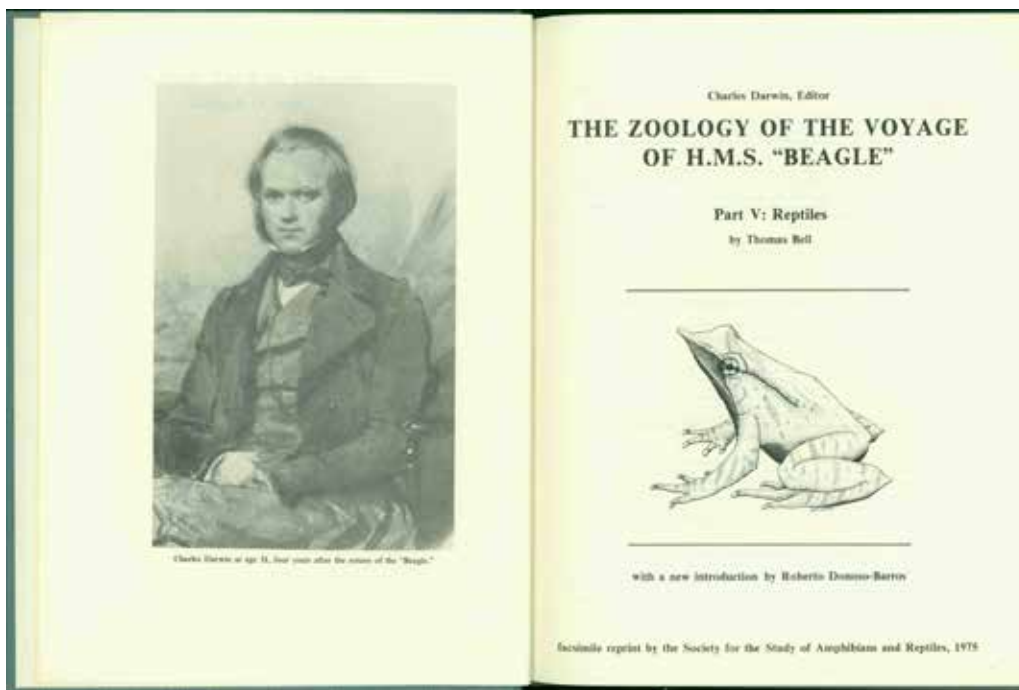 Charles Darwin at age 31, four years after the return of the "Beagle."
Charles Darwin, Editor
THE ZOOLOGY OF THE VOYAGE
OF H.M.S. "BEAGLE"
Part V: Reptiles
by Thomas Bell
with a new introduction by Roberto Donoso-Barros
facsimile reprint by the Society for the Study of Amphibians and Reptiles, 1975